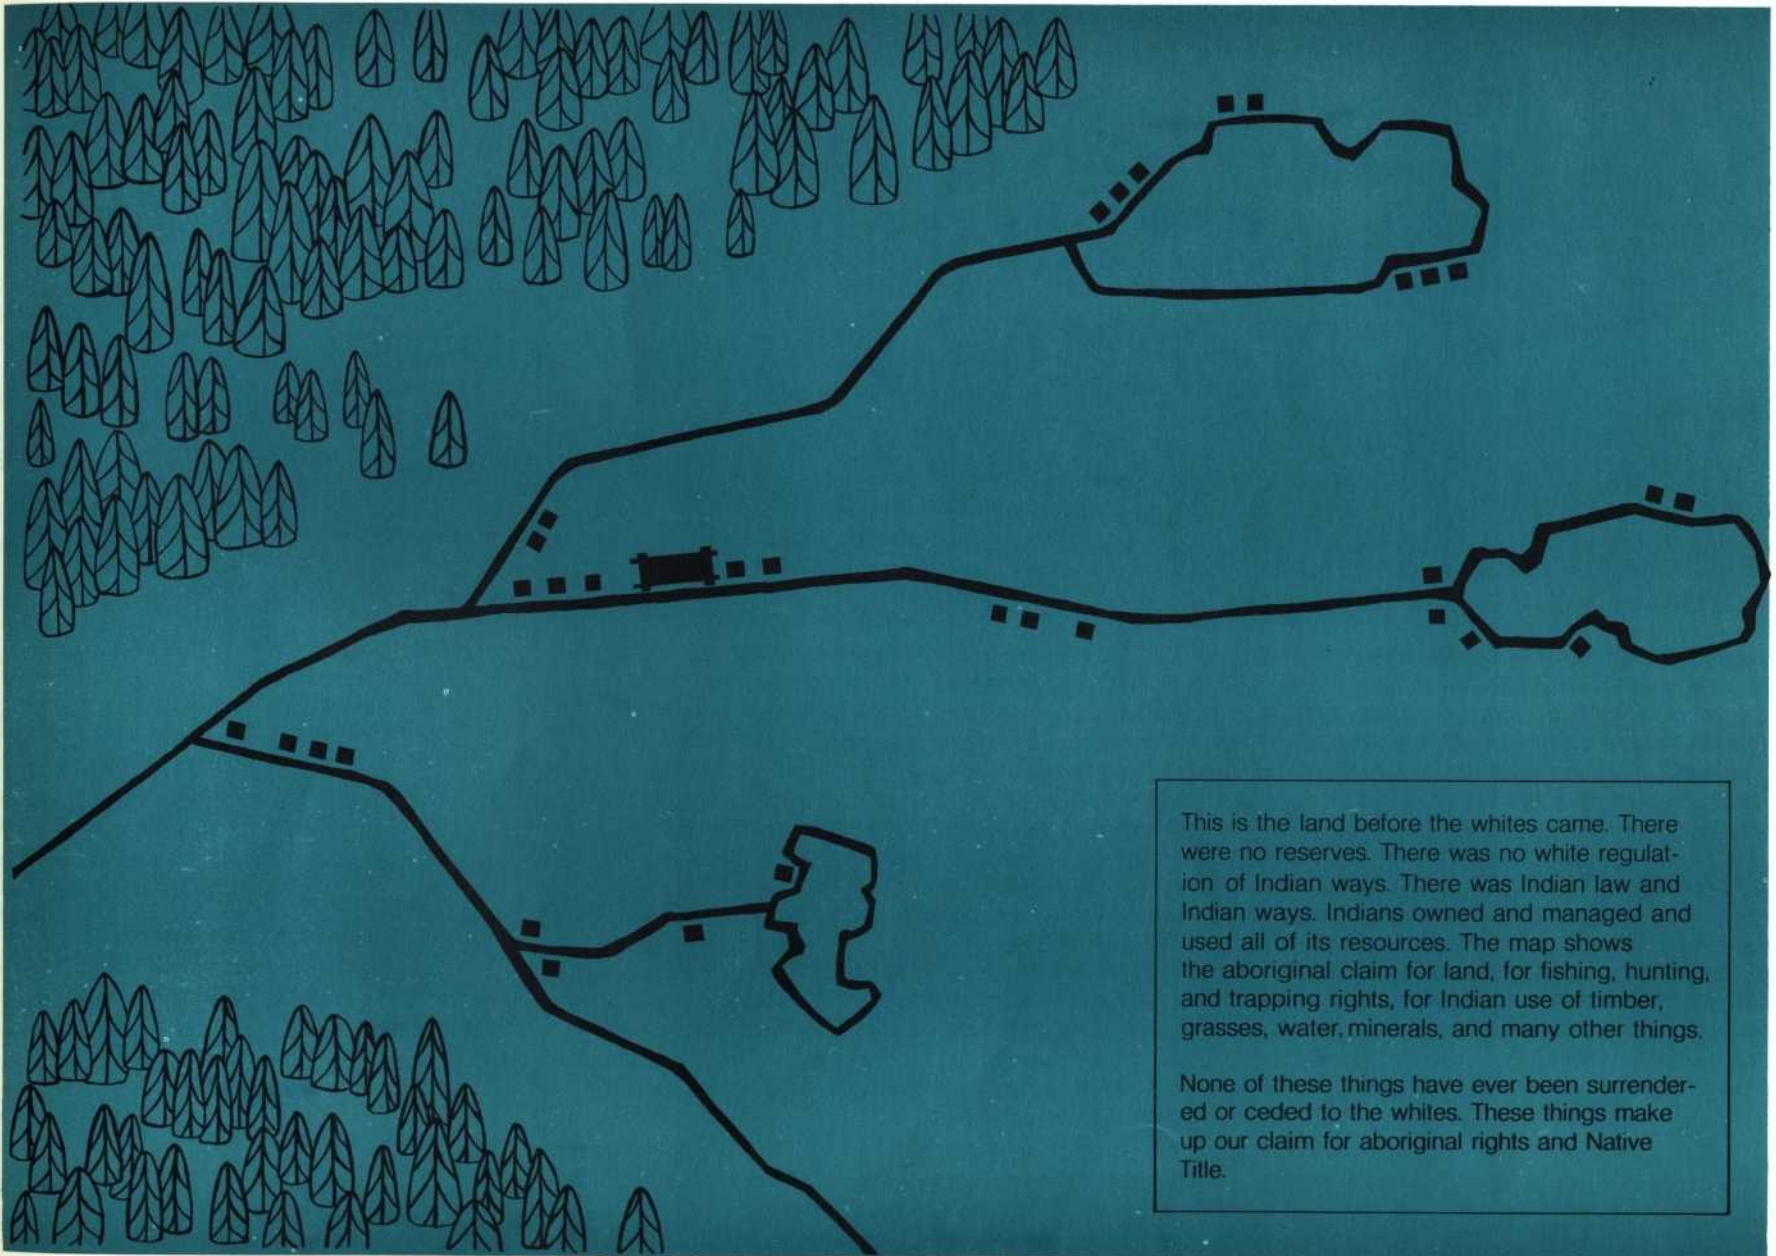 This is the land before the whites came. There
were no reserves. There was no white regulat-
ion of Indian ways. There was Indian law and
Indian ways. Indians owned and managed and
used all of its resources. The map shows
the aboriginal claim for land, for fishing, hunting,
and trapping rights, for Indian use of timber,
grasses, water, minerals, and many other things.
None of these things have ever been surrender-
ed or ceded to the whites. These things make
up our claim for aboriginal rights and Native
Title.